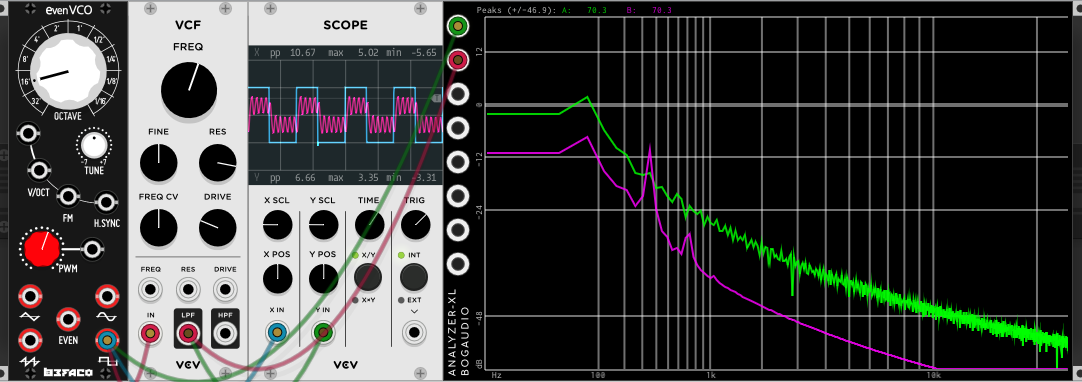 evenVCO
4'
2'
1'
8'
1/2'
1/4'
16'
1/8'
32'
1/16'
OCTAVE
TUNE
V/OCT
FM
H.SYNC
PWM
EVEN
BEFACO
VCF
FREQ
FINE
RES
FREQ CV
DRIVE
FREQ
RES
DRIVE
IN
LPF
HPF
VCV
SCOPE
X pp 10.67 max 5.02 min -5.65
Y pp 6.66 max 3.35 min -3.31
X SCL
Y SCL
TIME
TRIG
X POS
Y POS
X/Y
INT
X×Y
EXT
X IN
Y IN
VCV
ANALYZER-XL
BOGAUDIO
Peaks (+/-46.9): A: 70.3 B: 70.3
12
0
-12
-24
-48
dB
Hz
100
1k
10k